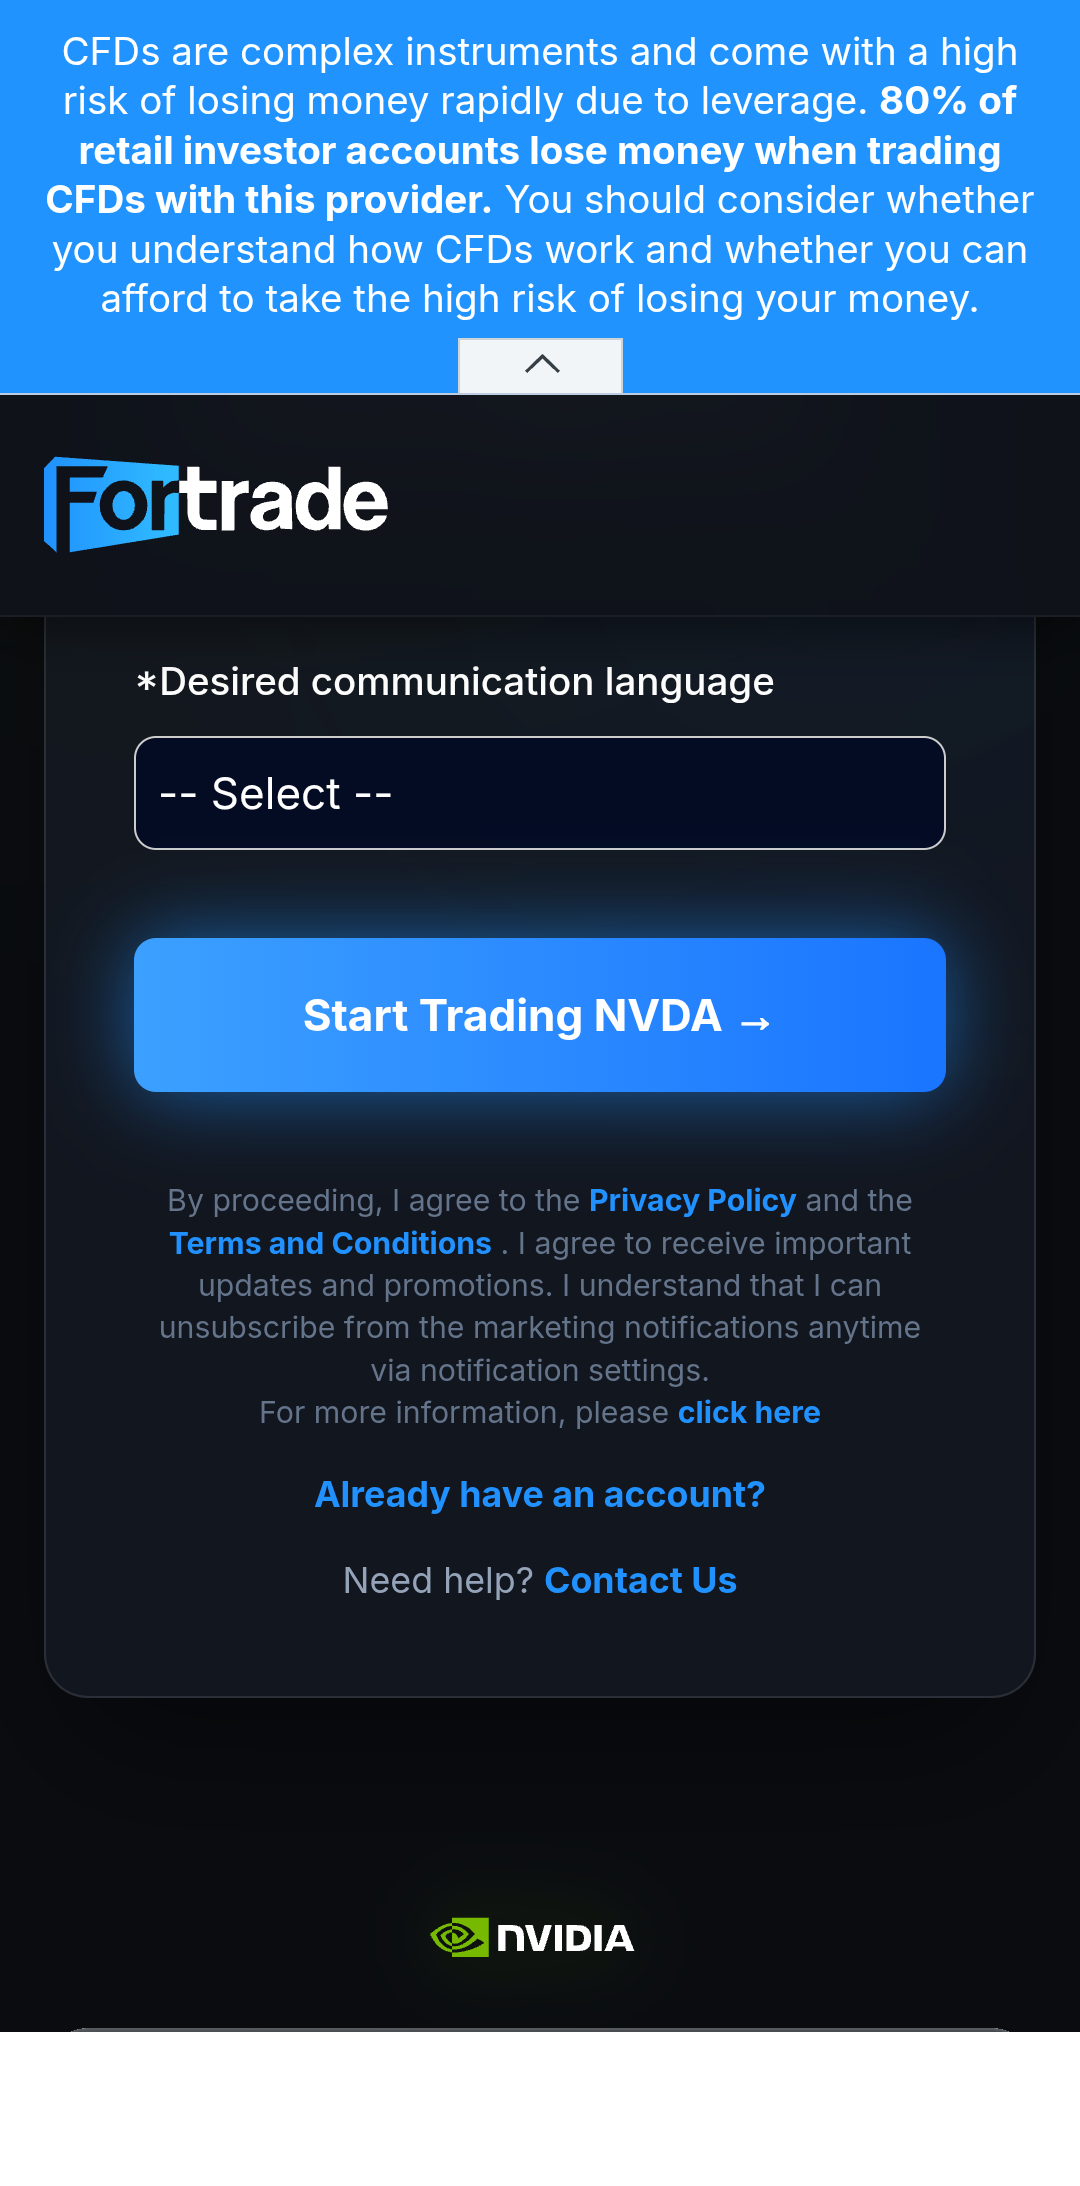 CFDs are complex instruments and come with a high
risk of losing money rapidly due to leverage. 80% of
retail investor accounts lose money when trading
CFDs with this provider. You should consider whether
you understand how CFDs work and whether you can
afford to take the high risk of losing your money.
Fortrade
*Desired communication language
-- Select --
Start Trading NVDA →
By proceeding, I agree to the Privacy Policy and the
Terms and Conditions . I agree to receive important
updates and promotions. I understand that I can
unsubscribe from the marketing notifications anytime
via notification settings.
For more information, please click here
Already have an account?
Need help? Contact Us
NVIDIA